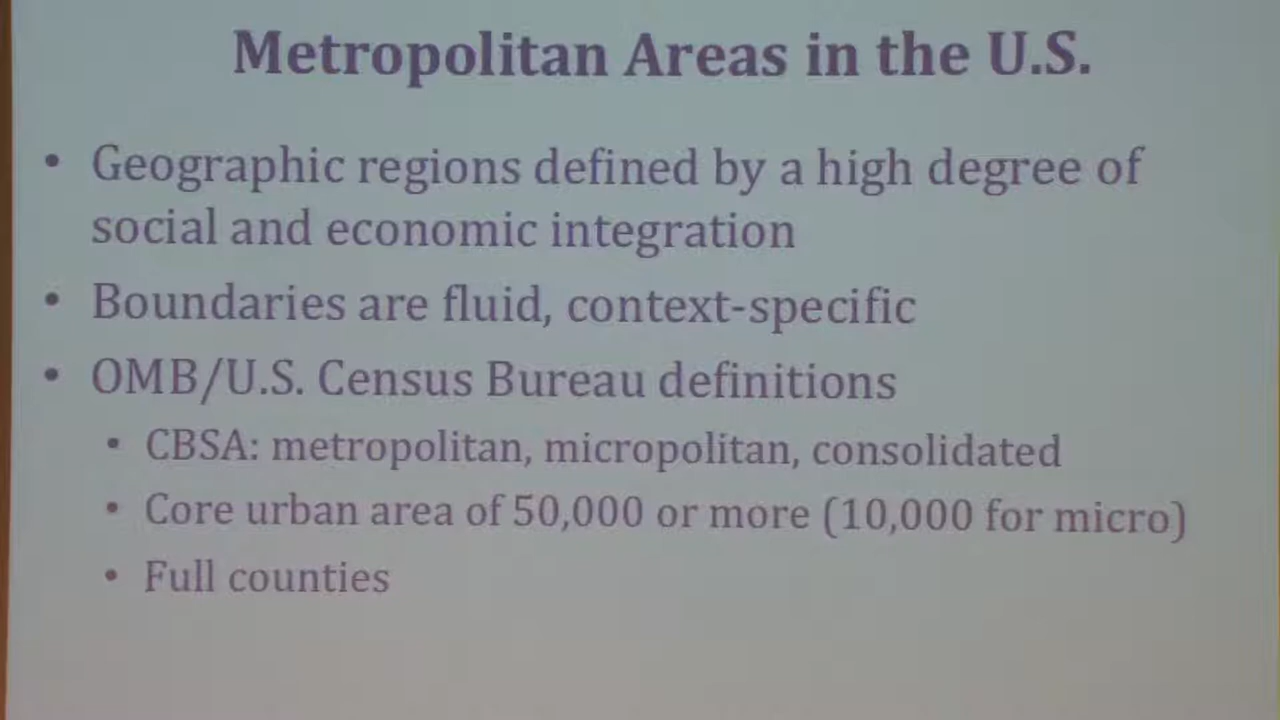 Metropolitan Areas in the U.S.
• Geographic regions defined by a high degree of
social and economic integration
• Boundaries are fluid, context-specific
• OMB/U.S. Census Bureau definitions
• CBSA: metropolitan, micropolitan, consolidated
• Core urban area of 50,000 or more (10,000 for micro)
• Full counties